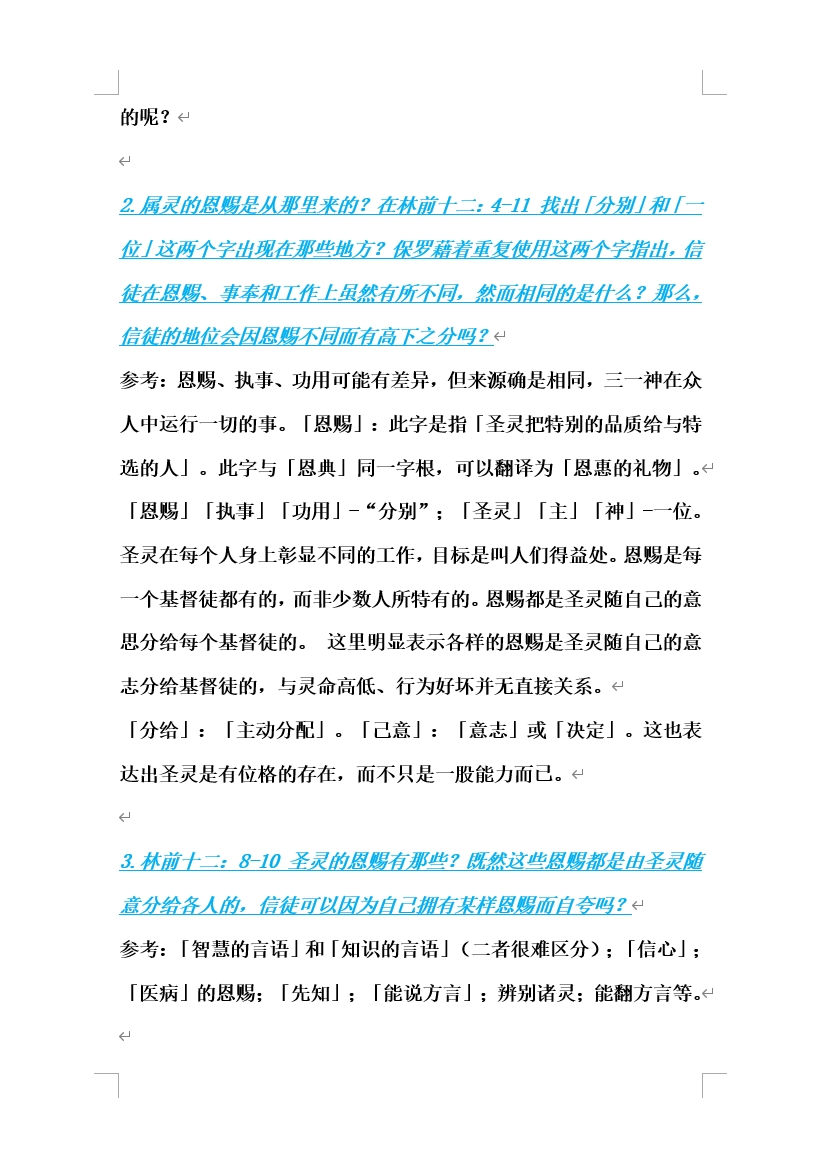 的呢？
2.属灵的恩赐是从那里来的？在林前十二：4-11 找出「分别」和「一
位」这两个字出现在那些地方？保罗藉着重复使用这两个字指出，信
徒在恩赐、事奉和工作上虽然有所不同，然而相同的是什么？那么，
信徒的地位会因恩赐不同而有高下之分吗？
参考：恩赐、执事、功用可能有差异，但来源确是相同，三一神在众
人中运行一切的事。「恩赐」：此字是指「圣灵把特别的品质给与特
选的人」。此字与「恩典」同一字根，可以翻译为「恩惠的礼物」。
「恩赐」「执事」「功用」-“分别”；「圣灵」「主」「神」-一位。
圣灵在每个人身上彰显不同的工作，目标是叫人们得益处。恩赐是每
一个基督徒都有的，而非少数人所特有的。恩赐都是圣灵随自己的意
思分给每个基督徒的。 这里明显表示各样的恩赐是圣灵随自己的意
志分给基督徒的，与灵命高低、行为好坏并无直接关系。
「分给」：「主动分配」。「己意」：「意志」或「决定」。这也表
达出圣灵是有位格的存在，而不只是一股能力而已。
3.林前十二：8-10 圣灵的恩赐有那些？既然这些恩赐都是由圣灵随
意分给各人的，信徒可以因为自己拥有某样恩赐而自夸吗？
参考：「智慧的言语」和「知识的言语」（二者很难区分）；「信心」；
「医病」的恩赐；「先知」；「能说方言」；辨别诸灵；能翻方言等。